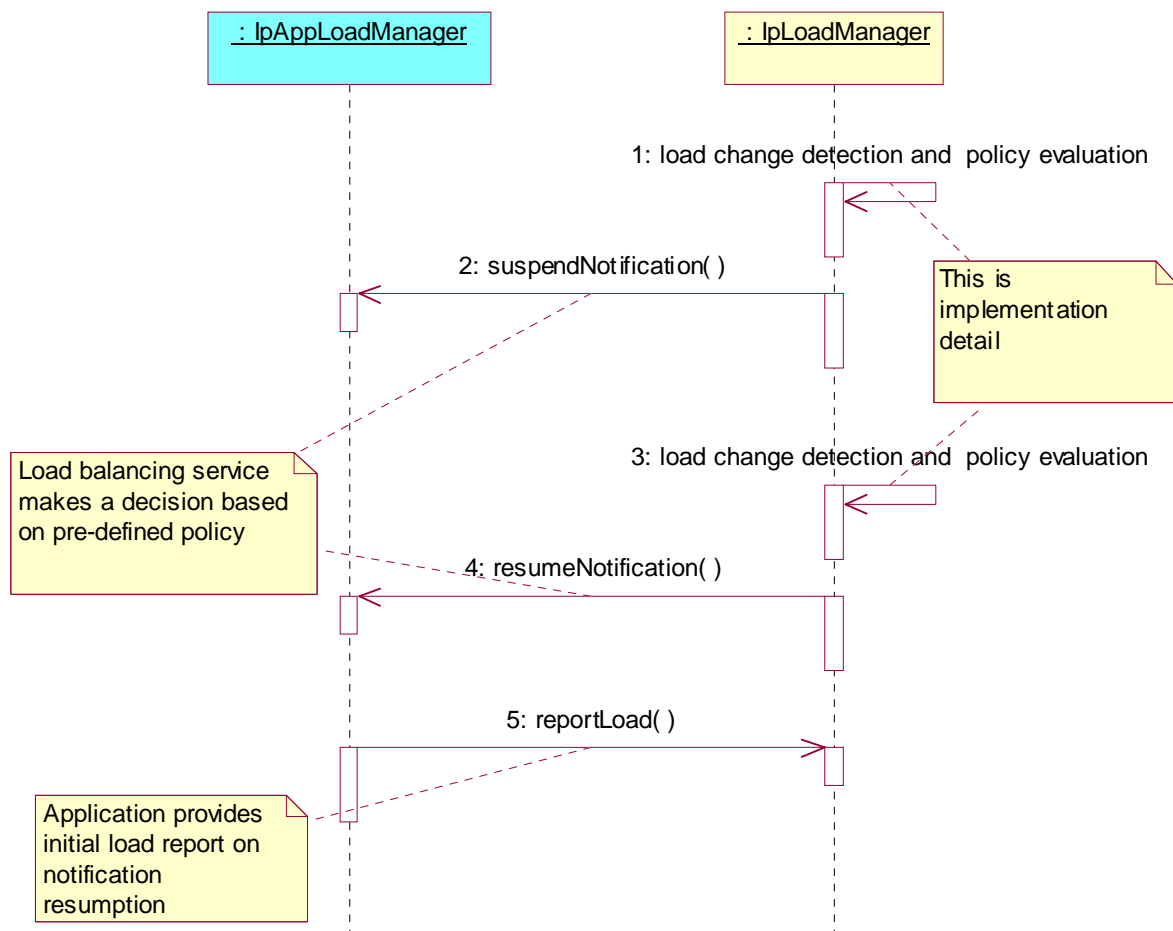 : IpAppLoadManager
: IpLoadManager
1: load change detection and policy evaluation
2: suspendNotification( )
This is
implementation
detail
Load balancing service
makes a decision based
on pre-defined policy
3: load change detection and policy evaluation
4: resumeNotification( )
5: reportLoad( )
Application provides
initial load report on
notification
resumption